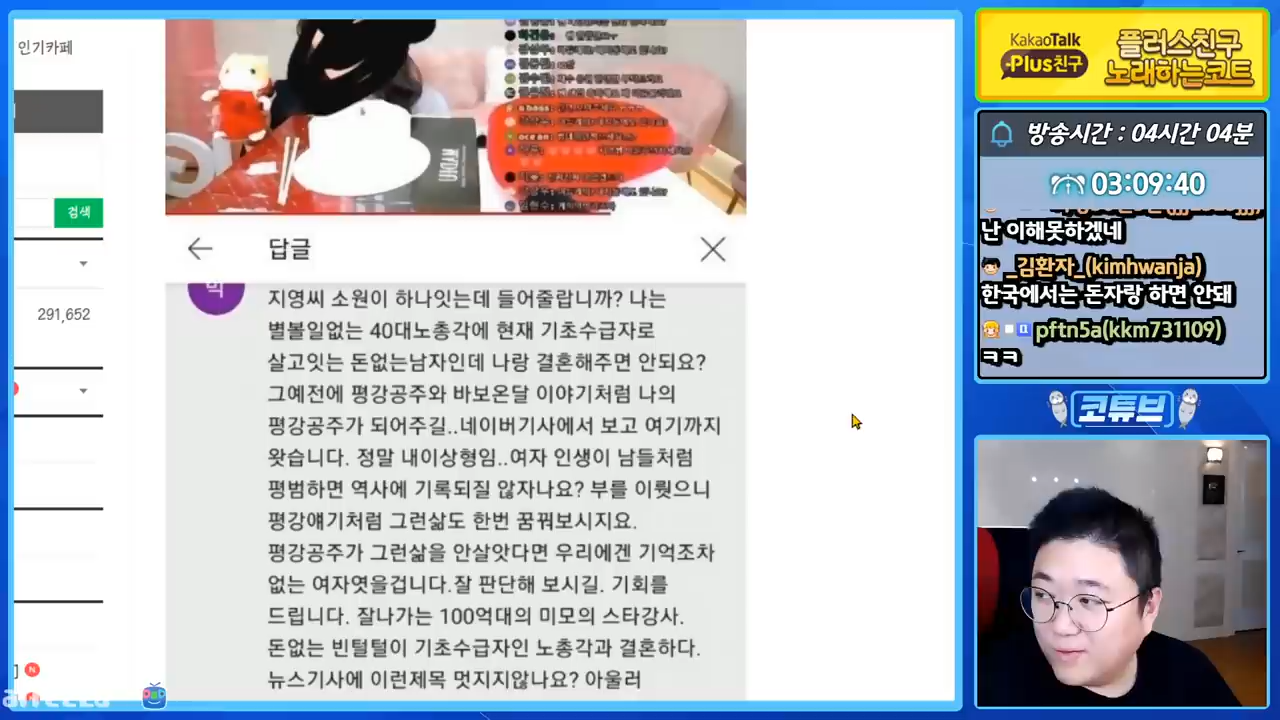 인기카페
검색
291,652
답글
지영씨 소원이 하나잇는데 들어줄랍니까? 나는
별볼일없는 40대노총각에 현재 기초수급자로
살고잇는 돈없는남자인데 나랑 결혼해주면 안되요?
그예전에 평강공주와 바보온달 이야기처럼 나의
평강공주가 되어주길..네이버기사에서 보고 여기까지
왓습니다. 정말 내이상형임..여자 인생이 남들처럼
평범하면 역사에 기록되질 않자나요? 부를 이뤗으니
평강얘기처럼 그런삶도 한번 꿈꿔보시지요.
평강공주가 그런삶을 안살앗다면 우리에겐 기억조차
없는 여자엿을겁니다.잘 판단해 보시길. 기회를
드립니다. 잘나가는 100억대의 미모의 스타강사.
돈없는 빈털털이 기초수급자인 노총각과 결혼하다.
뉴스기사에 이런제목 멋지지않나요? 아울러
N
KakaoTalk
Plus친구
플러스친구
노래하는코트
방송시간 : 04시간 04분
03:09:40
난 이해못하겠네
_김환자_(kimhwanja)
한국에서는 돈자랑 하면 안돼
pftn5a(kkm731109)
ㅋㅋ
코튜브